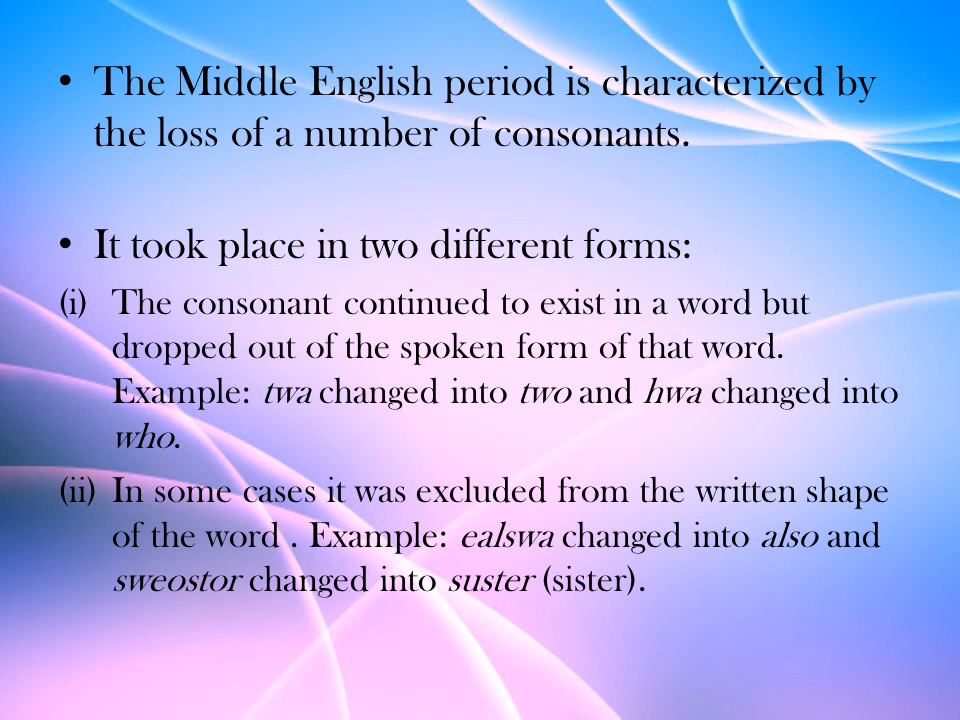 • The Middle English period is characterized by
the loss of a number of consonants.
• It took place in two different forms:
(i) The consonant continued to exist in a word but
dropped out of the spoken form of that word.
Example: twa changed into two and hwa changed into
who.
(ii) In some cases it was excluded from the written shape
of the word . Example: ealswa changed into also and
sweostor changed into suster (sister).